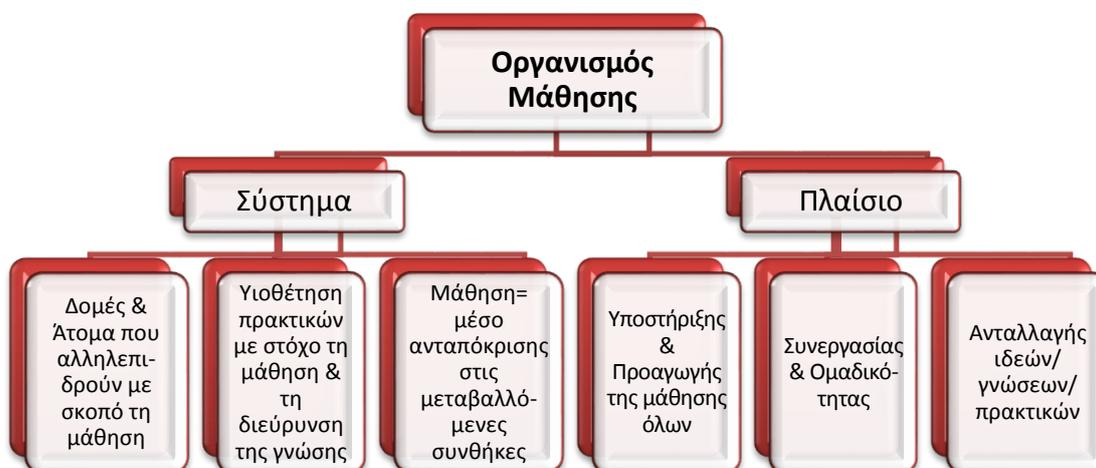 Οργανισμός
Μάθησης
Σύστημα
Πλαίσιο
Δομές &
Άτομα που
αλληλεπι-
δρούν με
σκοπό τη
μάθηση
Υιοθέτηση
πρακτικών
με στόχο τη
μάθηση &
τη
διεύρυνση
της γνώσης
Μάθηση=
μέσο
ανταπόκρισης
στις
μεταβαλλό-
μενες
συνθήκες
Υποστήριξης
&
Προαγωγής
της μάθησης
όλων
Συνεργασίας
& Ομαδικό-
τητας
Ανταλλαγής
ιδεών/
γνώσεων/
πρακτικών